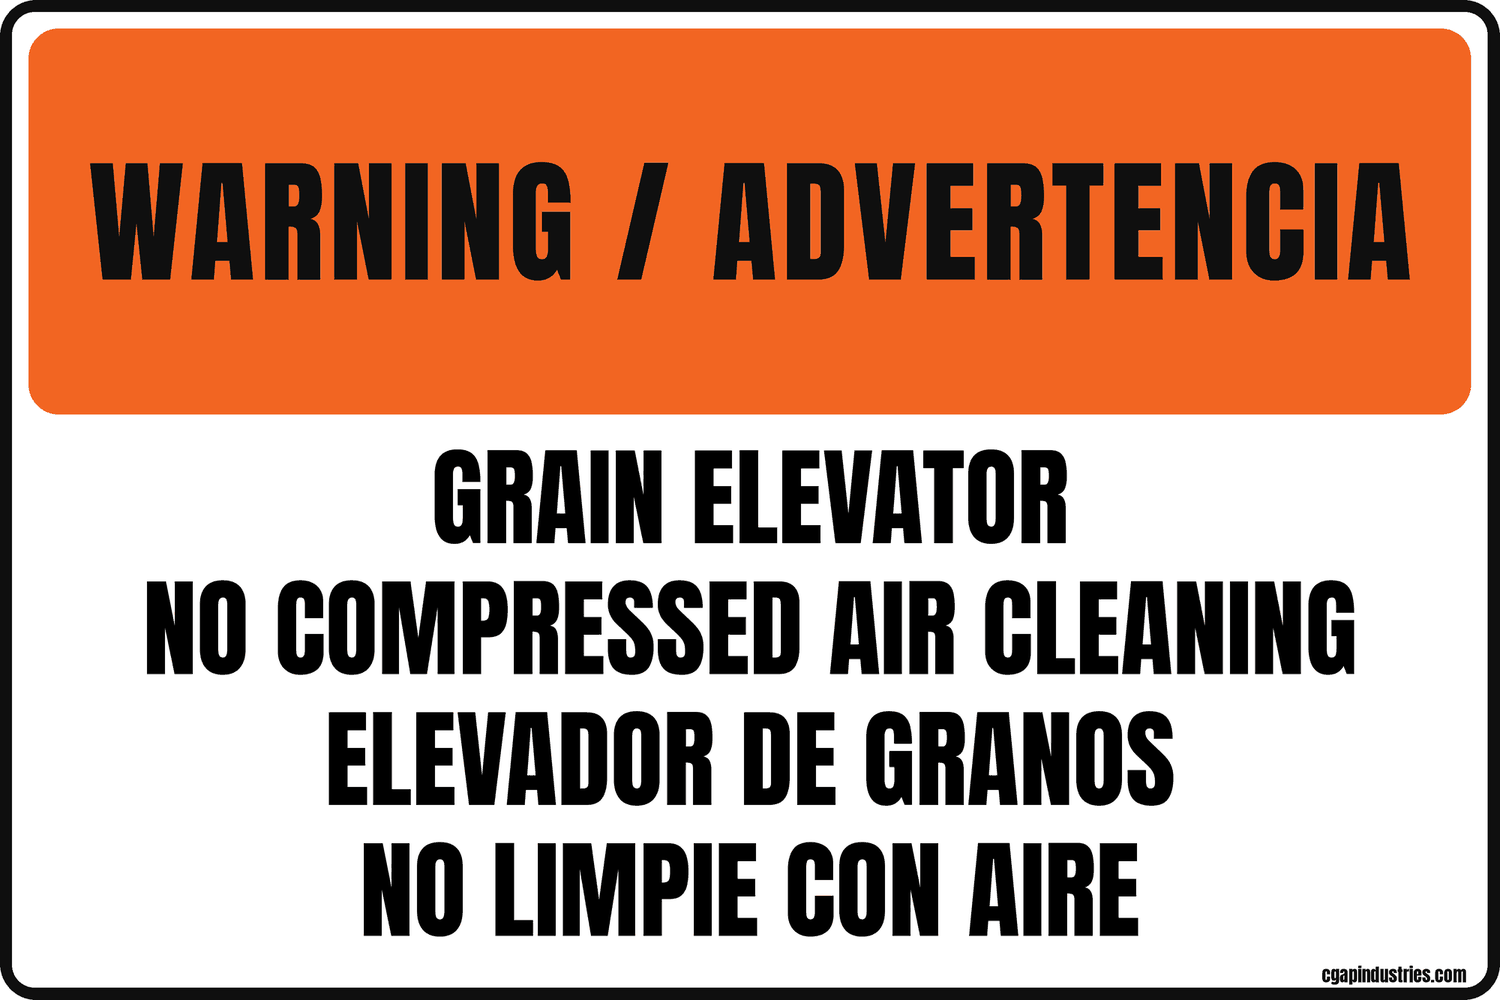 WARNING / ADVERTENCIA
GRAIN ELEVATOR
NO COMPRESSED AIR CLEANING
ELEVADOR DE GRANOS
NO LIMPIE CON AIRE
cgapindustries.com